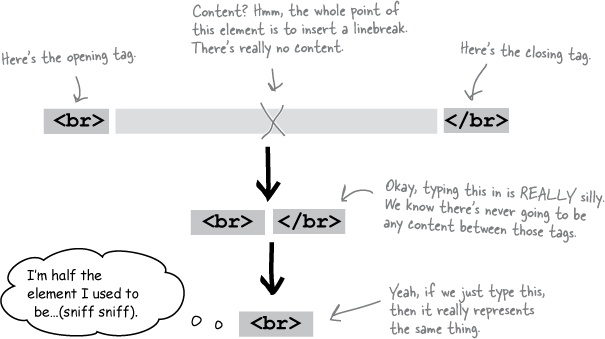 Content? Hmm, the whole point
of this element is to insert a linebreak.
There's really no content.
Here's the opening tag.
Here's the closing tag.
<br>
</br>
Okay, typing this in is REALLY silly.
We know there's never going to be
any content between those tags.
<br> </br>
I'm half the
element I used to
be...(sniff sniff).
<br>
Yeah, if we just type this,
then it really represents
the same thing.